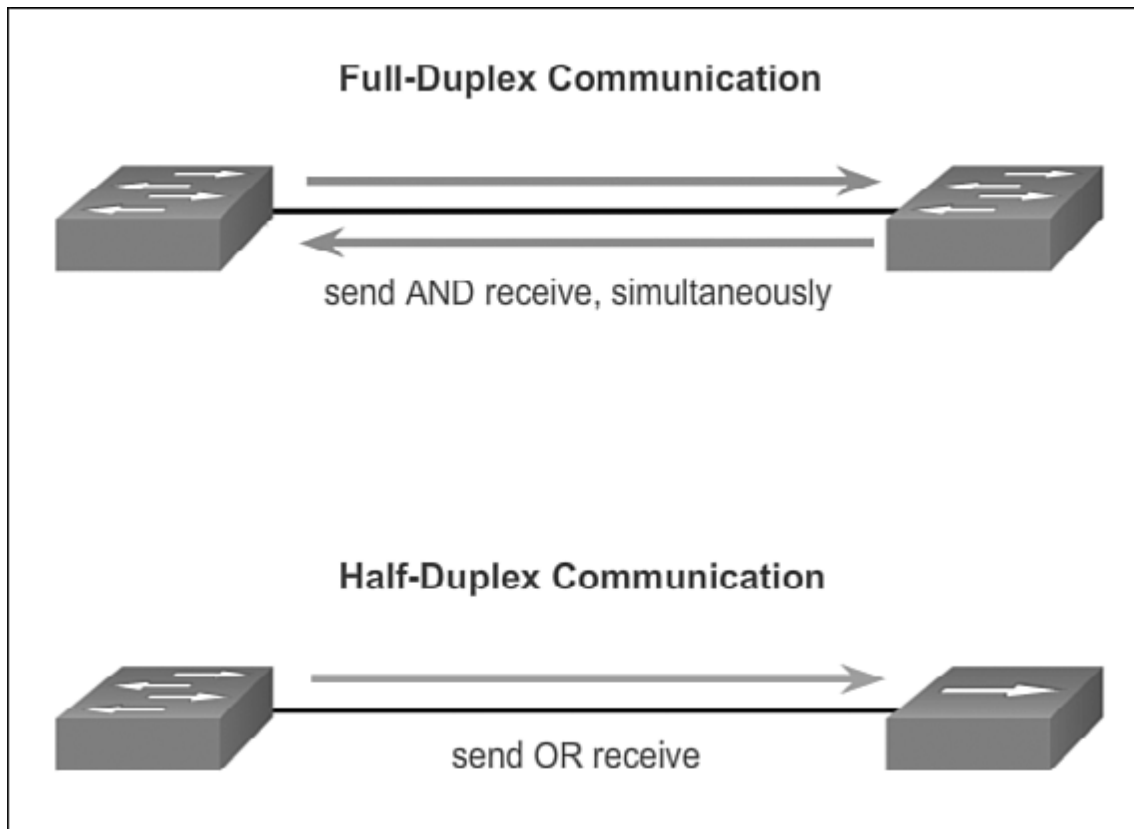 Full-Duplex Communication
send AND receive, simultaneously
Half-Duplex Communication
send OR receive